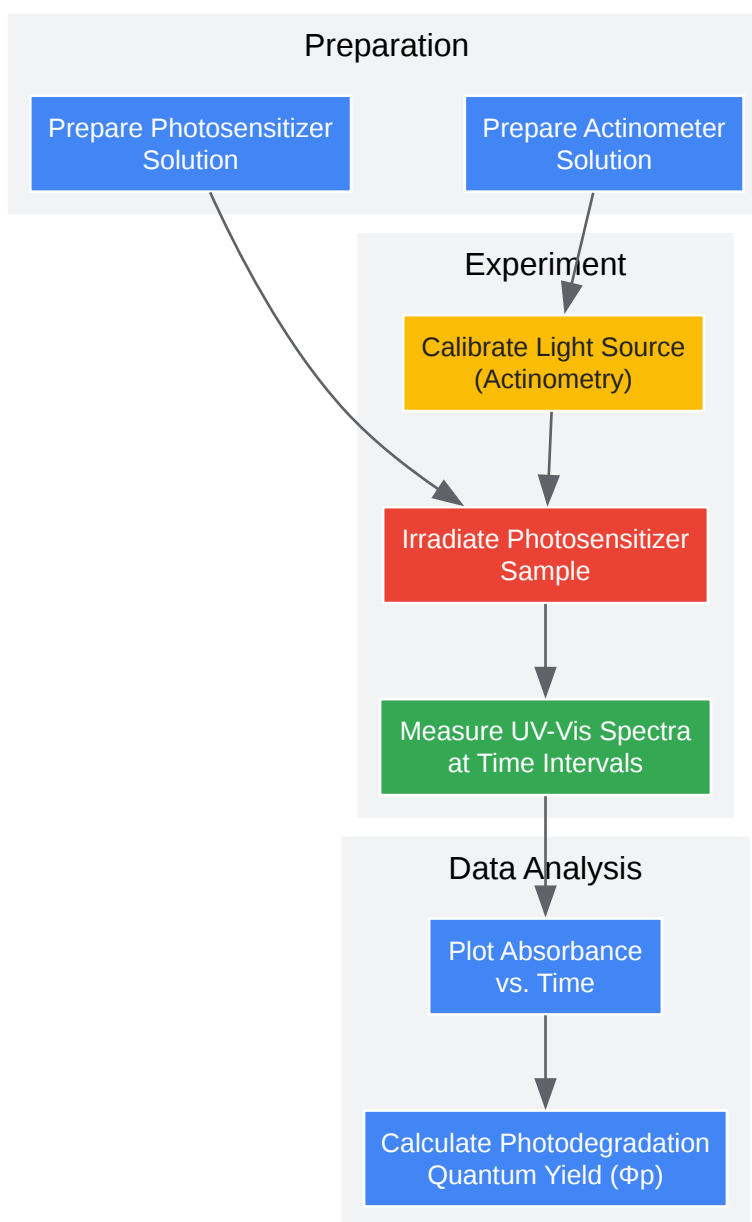 Preparation
Prepare Photosensitizer
Solution
Prepare Actinometer
Solution
Experiment
Calibrate Light Source
(Actinometry)
Irradiate Photosensitizer
Sample
Measure UV-Vis Spectra
at Time Intervals
Data Analysis
Plot Absorbance
vs. Time
Calculate Photodegradation
Quantum Yield (Φp)